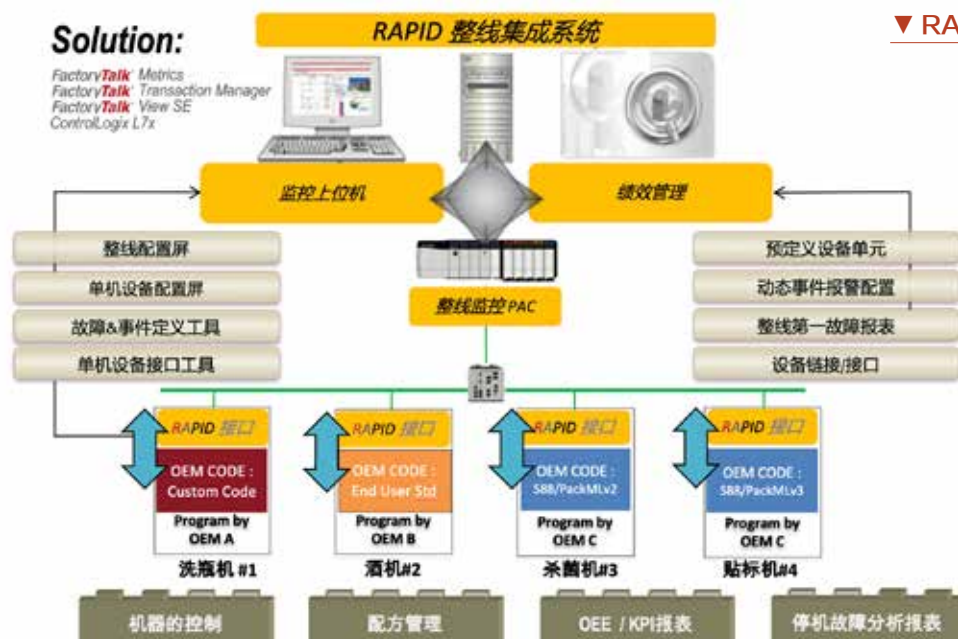 RAPID 整线集成系统
▼ RA
Solution:
FactoryTalk Metrics
FactoryTalk Transaction Manager
FactoryTalk View SE
ControlLogix L7x
监控上位机
绩效管理
整线配置屏
单机设备配置屏
故障&事件定义工具
单机设备接口工具
整线监控 PAC
预定义设备单元
动态事件报警配置
整线第一故障报表
设备链接/接口
RAPID 接口
OEM CODE :
Custom Code
Program by
OEM A
洗瓶机 #1
RAPID 接口
OEM CODE :
End User Std
Program by
OEM B
酒机#2
RAPID 接口
OEM CODE :
S88/PackMLv2
Program by
OEM C
杀菌机#3
RAPID 接口
OEM CODE :
S88/PackMLv3
Program by
OEM C
贴标机#4
机器的控制
配方管理
OEE / KPI报表
停机故障分析报表